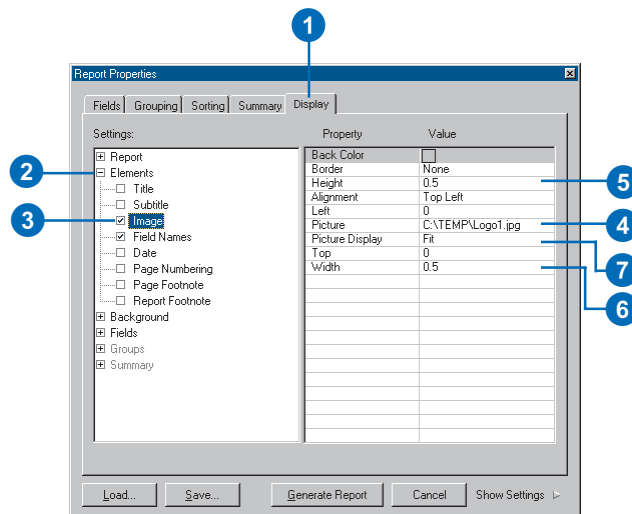 1
Report Properties
Fields Grouping Sorting Summary Display
Settings:
Property Value
Report
Elements
Title
Subtitle
Image
Field Names
Date
Page Numbering
Page Footnote
Report Footnote
Background
Fields
Groups
Summary
Back Color
Border None
Height 0.5
Alignment Top Left
Left 0
Picture C:\TEMP\Logo1.jpg
Picture Display Fit
Top 0
Width 0.5
2
3
5
4
7
6
Load... Save... Generate Report Cancel Show Settings